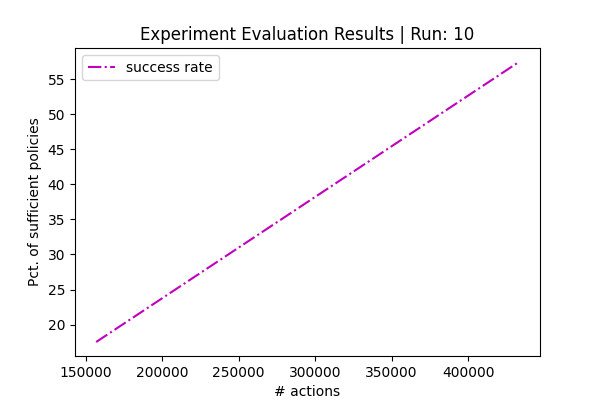 Experiment Evaluation Results | Run: 10
success rate
Pct. of sufficient policies
55
50
45
40
35
30
25
20
150000 200000 250000 300000 350000 400000
# actions